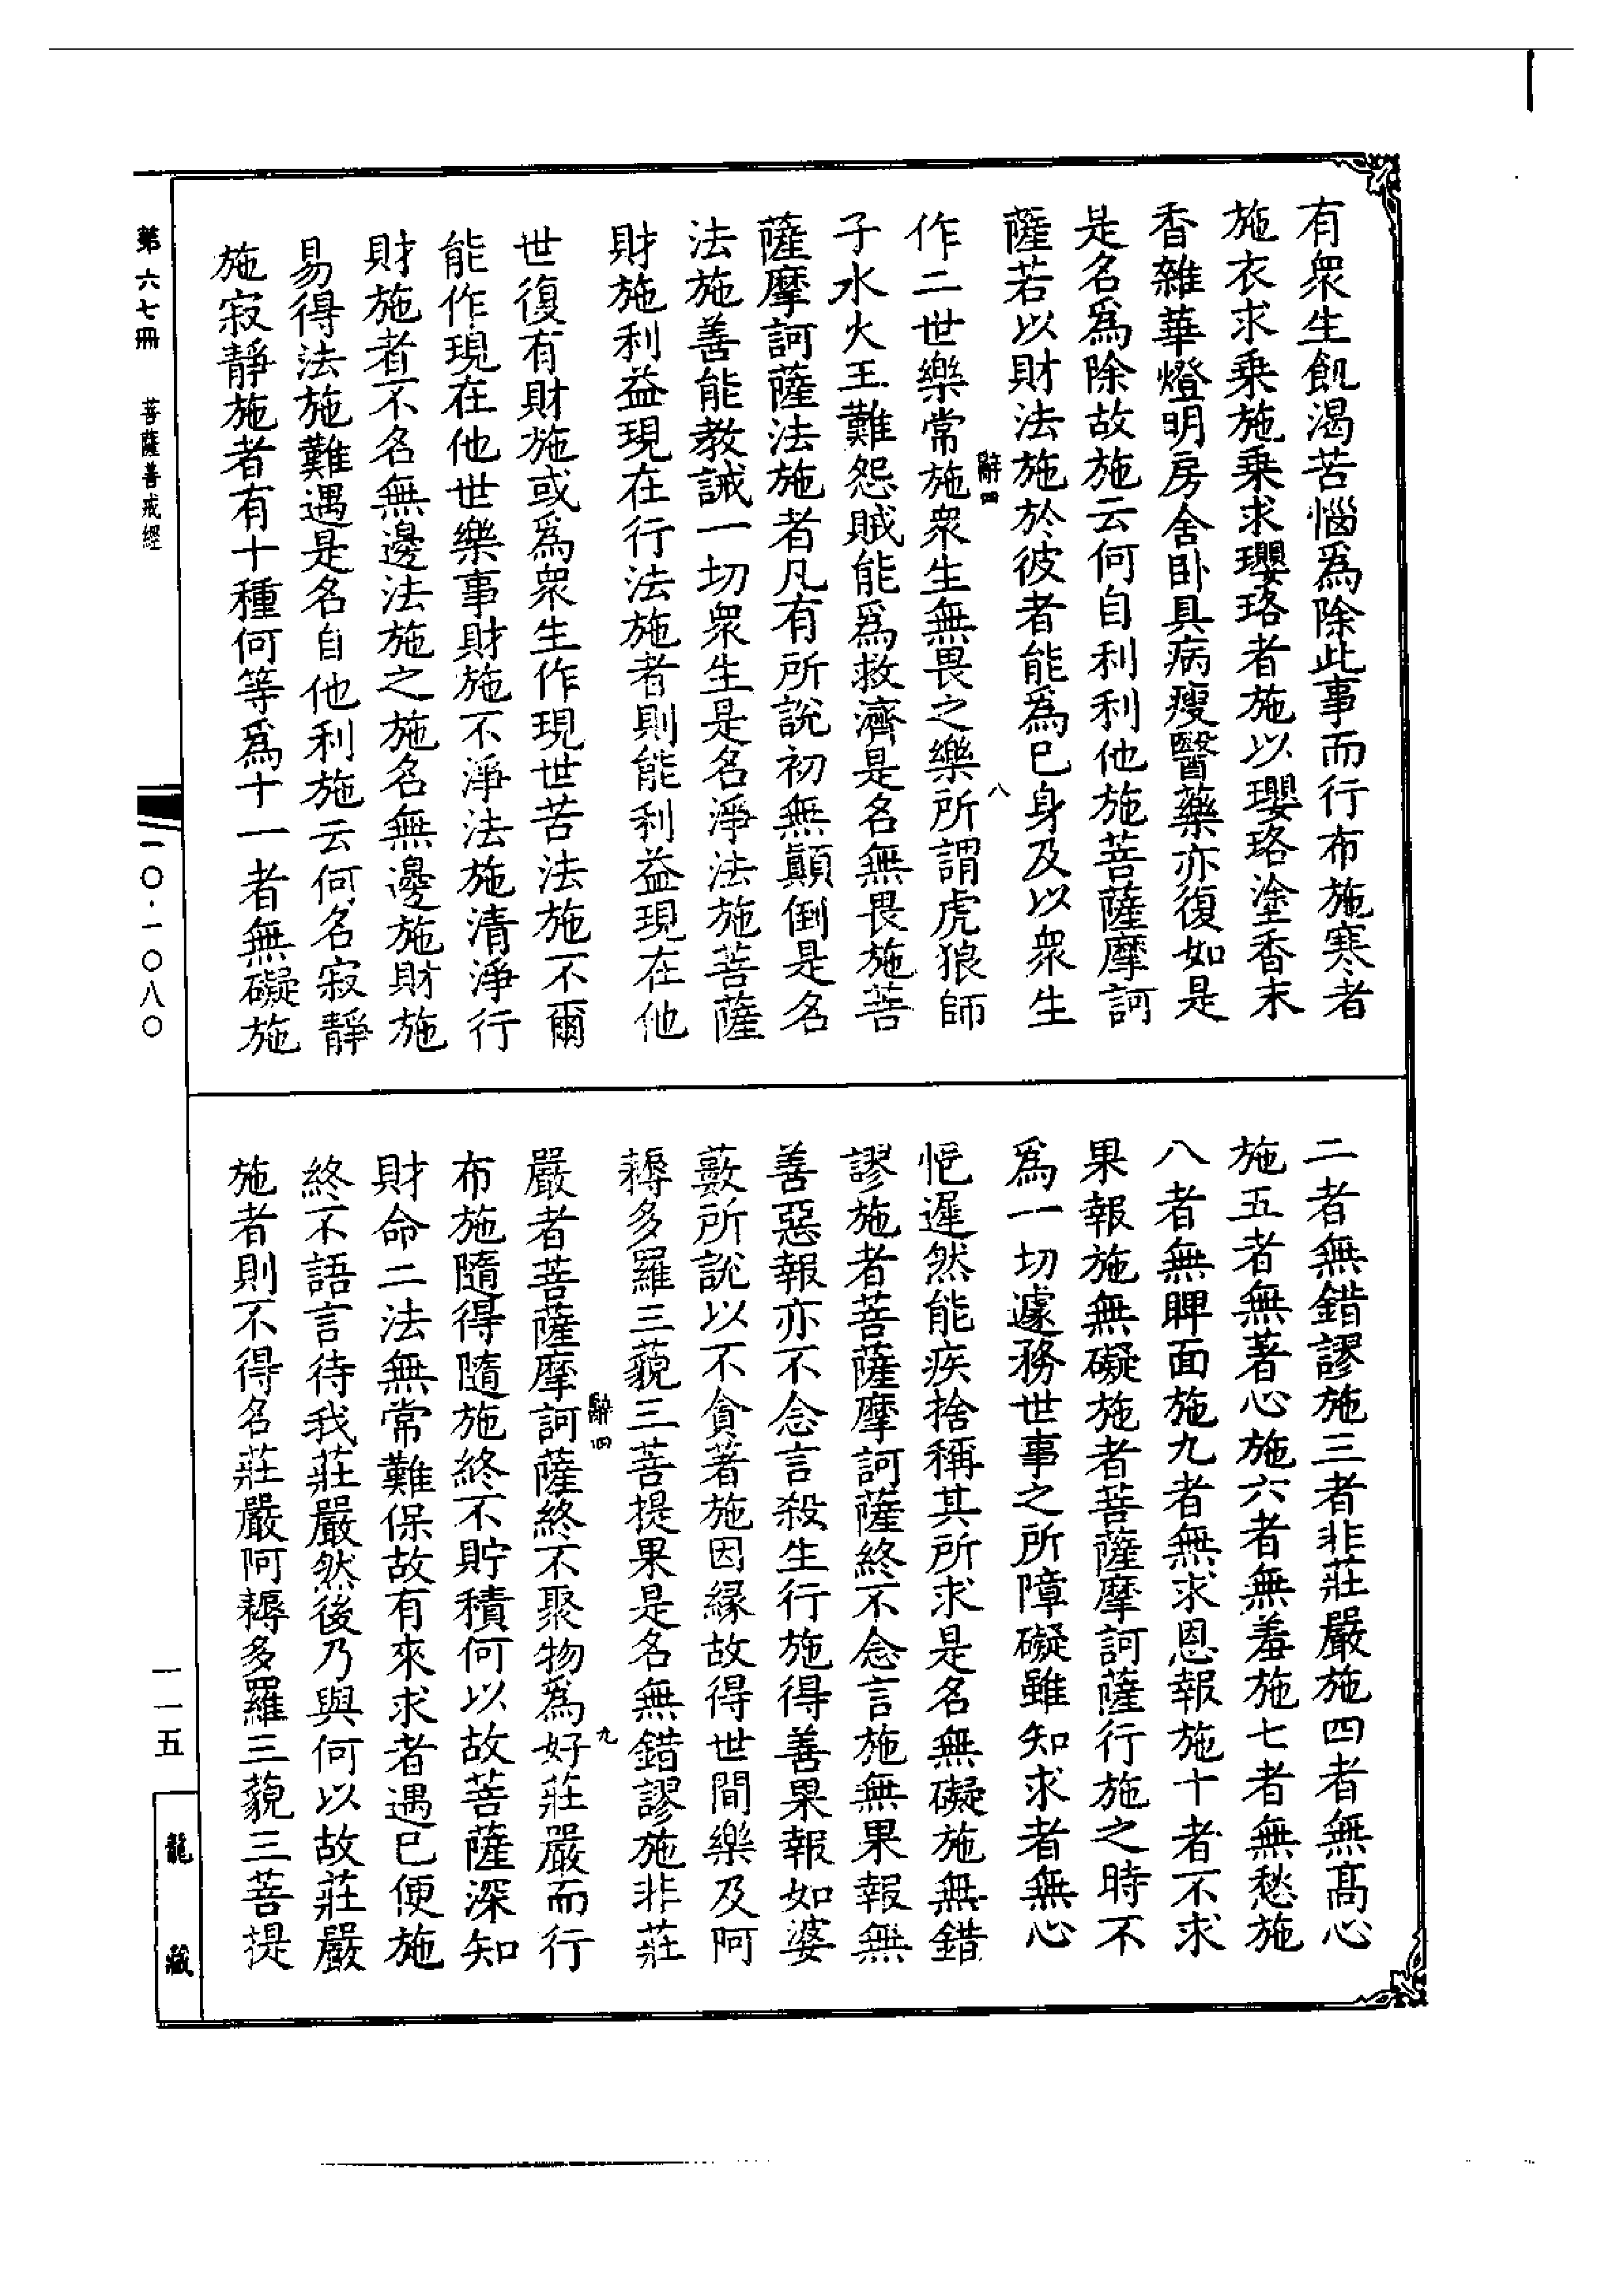 有眾生飢渴苦惱爲除此事而行布施寒者
施衣求乗施乗求瓔珞者施以瓔珞塗香末
香雜華燈明房舍卧具病瘦醫藥亦復如是
是名爲除故施云何自利利他施菩薩摩訶
薩若以財法施於彼者能爲已身及以眾生
辭四
八
作二世樂常施眾生無畏之樂所謂虎狼師
子水火王難怨賊能爲救濟是名無畏施菩
薩摩訶薩法施者凡有所說初無顛倒是名
法施善能教誡一切眾生是名淨法施菩薩
財施利益現在行法施者則能利益現在他
世復有財施或爲眾生作現世苦法施不爾
能作現在他世樂事財施不淨法施清淨行
財施者不名無邊法施之施名無邊施財施
易得法施難遇是名自他利施云何名寂靜
施寂靜施者有十種何等爲十一者無礙施
二者無錯謬施三者非莊嚴施四者無髙心
施五者無著心施六者無羞施七者無愁施
八者無睥面施九者無求恩報施十者不求
果報施無礙施者菩薩摩訶薩行施之時不
爲一切遽務世事之所障礙雖知求者無心
悒遲然能疾捨稱其所求是名無礙施無錯
謬施者菩薩摩訶薩終不念言施無果報無
善惡報亦不念言殺生行施得善果報如婆
藪所說以不貪著施因緣故得世間樂及阿
耨多羅三藐三菩提果是名無錯謬施非莊
辭四
九
嚴者菩薩摩訶薩終不聚物爲好莊嚴而行
布施隨得隨施終不貯積何以故菩薩深知
財命二法無常難保故有來求者遇已便施
終不語言待我莊嚴然後乃與何以故莊嚴
施者則不得名莊嚴阿耨多羅三藐三菩提
第六七冊 菩薩善戒經
一〇·一〇八〇
一一五
龍藏